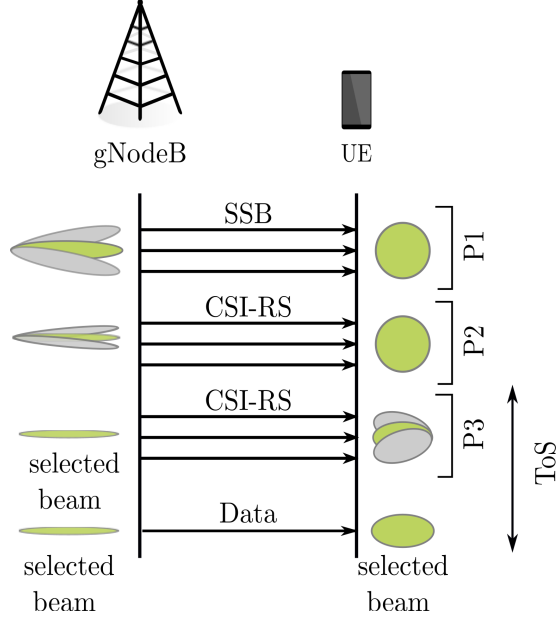 gNodeB
UE
SSB
P1
CSI-RS
P2
CSI-RS
P3
selected
beam
ToS
Data
selected
beam
selected
beam